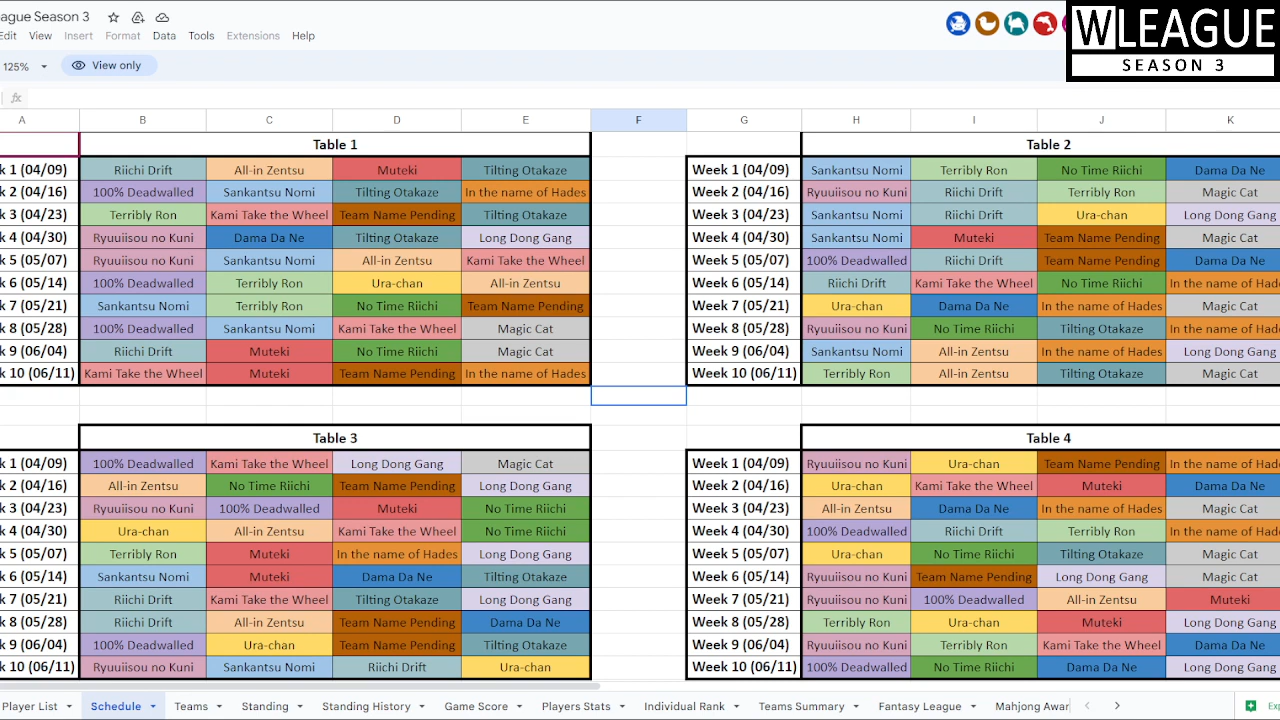 ague Season 3
WLEAGUE
SEASON 3
Edit View Insert Format Data Tools Extensions Help
125% View only
fx
A B C D E F G H I J K
Table 1 Table 2
k 1 (04/09) Riichi Drift All-in Zentsu Muteki Tilting Otakaze Week 1 (04/09) Sankantsu Nomi Terribly Ron No Time Riichi Dama Da Ne
k 2 (04/16) 100% Deadwalled Sankantsu Nomi Tilting Otakaze In the name of Hades Week 2 (04/16) Ryuuiisou no Kuni Riichi Drift Terribly Ron Magic Cat
k 3 (04/23) Terribly Ron Kami Take the Wheel Team Name Pending Tilting Otakaze Week 3 (04/23) Sankantsu Nomi Riichi Drift Ura-chan Long Dong Gang
k 4 (04/30) Ryuuiisou no Kuni Dama Da Ne Tilting Otakaze Long Dong Gang Week 4 (04/30) Sankantsu Nomi Muteki Team Name Pending Magic Cat
k 5 (05/07) Ryuuiisou no Kuni Sankantsu Nomi All-in Zentsu Kami Take the Wheel Week 5 (05/07) 100% Deadwalled Riichi Drift Team Name Pending Dama Da Ne
k 6 (05/14) 100% Deadwalled Terribly Ron Ura-chan All-in Zentsu Week 6 (05/14) Riichi Drift Kami Take the Wheel No Time Riichi In the name of Hade
k 7 (05/21) Sankantsu Nomi Terribly Ron No Time Riichi Team Name Pending Week 7 (05/21) Ura-chan Dama Da Ne In the name of Hades Magic Cat
k 8 (05/28) 100% Deadwalled Sankantsu Nomi Kami Take the Wheel Magic Cat Week 8 (05/28) Ryuuiisou no Kuni No Time Riichi Tilting Otakaze In the name of Hade
k 9 (06/04) Riichi Drift Muteki No Time Riichi Magic Cat Week 9 (06/04) Sankantsu Nomi All-in Zentsu In the name of Hades Long Dong Gang
k 10 (06/11) Kami Take the Wheel Muteki Team Name Pending In the name of Hades Week 10 (06/11) Terribly Ron All-in Zentsu Tilting Otakaze Magic Cat
Table 3 Table 4
k 1 (04/09) 100% Deadwalled Kami Take the Wheel Long Dong Gang Magic Cat Week 1 (04/09) Ryuuiisou no Kuni Ura-chan Team Name Pending In the name of Hade
k 2 (04/16) All-in Zentsu No Time Riichi Team Name Pending Long Dong Gang Week 2 (04/16) Ura-chan Kami Take the Wheel Muteki Dama Da Ne
k 3 (04/23) Ryuuiisou no Kuni 100% Deadwalled Muteki No Time Riichi Week 3 (04/23) All-in Zentsu Dama Da Ne In the name of Hades Magic Cat
k 4 (04/30) Ura-chan All-in Zentsu Kami Take the Wheel No Time Riichi Week 4 (04/30) 100% Deadwalled Riichi Drift Terribly Ron In the name of Hade
k 5 (05/07) Terribly Ron Muteki In the name of Hades Long Dong Gang Week 5 (05/07) Ura-chan No Time Riichi Tilting Otakaze Magic Cat
k 6 (05/14) Sankantsu Nomi Muteki Dama Da Ne Tilting Otakaze Week 6 (05/14) Ryuuiisou no Kuni Team Name Pending Long Dong Gang Magic Cat
k 7 (05/21) Riichi Drift Kami Take the Wheel Tilting Otakaze Long Dong Gang Week 7 (05/21) Ryuuiisou no Kuni 100% Deadwalled All-in Zentsu Muteki
k 8 (05/28) Riichi Drift All-in Zentsu Team Name Pending Dama Da Ne Week 8 (05/28) Terribly Ron Ura-chan Muteki Long Dong Gang
k 9 (06/04) 100% Deadwalled Ura-chan Team Name Pending Tilting Otakaze Week 9 (06/04) Ryuuiisou no Kuni Terribly Ron Kami Take the Wheel Dama Da Ne
k 10 (06/11) Ryuuiisou no Kuni Sankantsu Nomi Riichi Drift Ura-chan Week 10 (06/11) 100% Deadwalled No Time Riichi Dama Da Ne Long Dong Gang
Player List Schedule Teams Standing Standing History Game Score Players Stats Individual Rank Teams Summary Fantasy League Mahjong Awar Exp